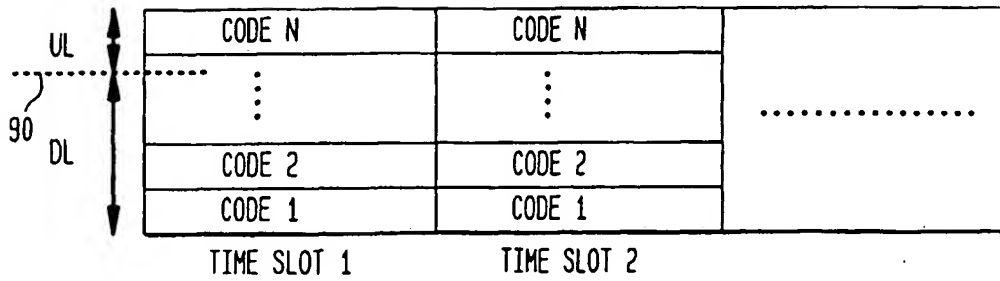 UL
90
DL
CODE N
CODE N
CODE 2
CODE 2
CODE 1
CODE 1
TIME SLOT 1
TIME SLOT 2